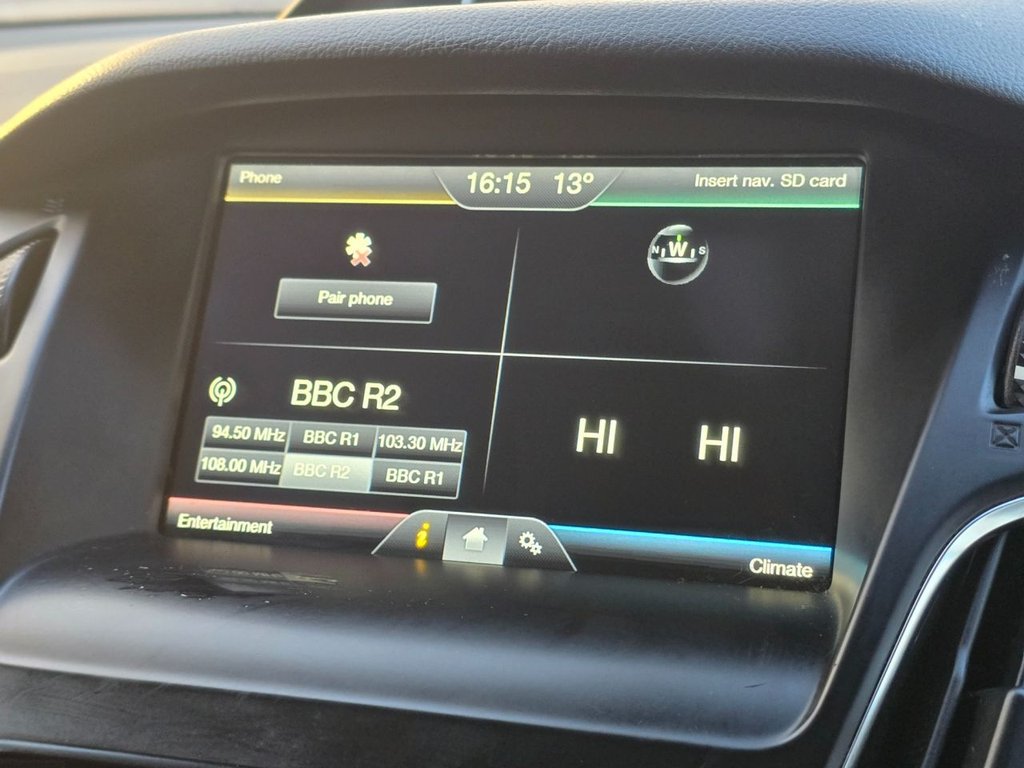 Phone
16:15 13°
Insert nav. SD card
Pair phone
N W S
BBC R2
94.50 MHz BBC R1 103.30 MHz
108.00 MHz BBC R2 BBC R1
HI HI
Entertainment
i
Climate